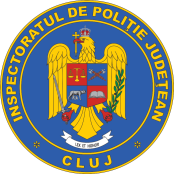 INSPECTORATUL DE POLIȚIE JUDEȚEAN
LEX ET HONOR
CLUJ